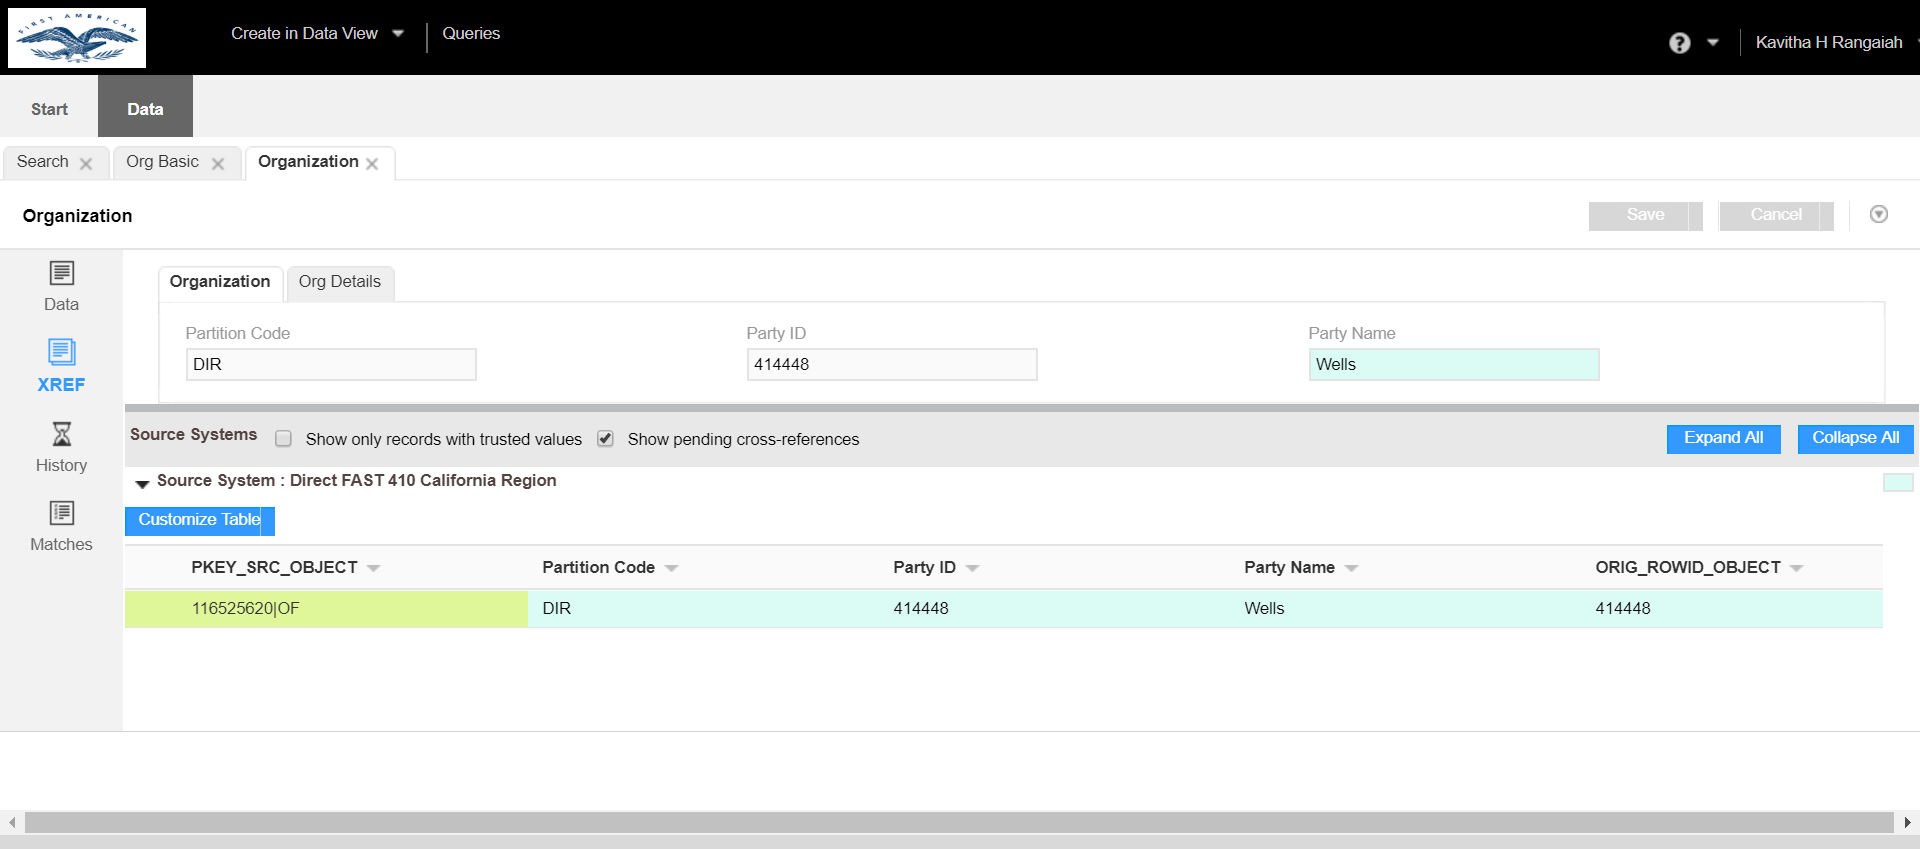 FIRST AMERICAN
Create in Data View Queries
? Kavitha H Rangaiah
Start Data
Search Org Basic Organization
Organization Save Cancel
Data
XREF
History
Matches
Organization Org Details
Partition Code Party ID Party Name
DIR 414448 Wells
Source Systems Show only records with trusted values Show pending cross-references Expand All Collapse All
Source System : Direct FAST 410 California Region
Customize Table
PKEY_SRC_OBJECT Partition Code Party ID Party Name ORIG_ROWID_OBJECT
116525620|OF DIR 414448 Wells 414448